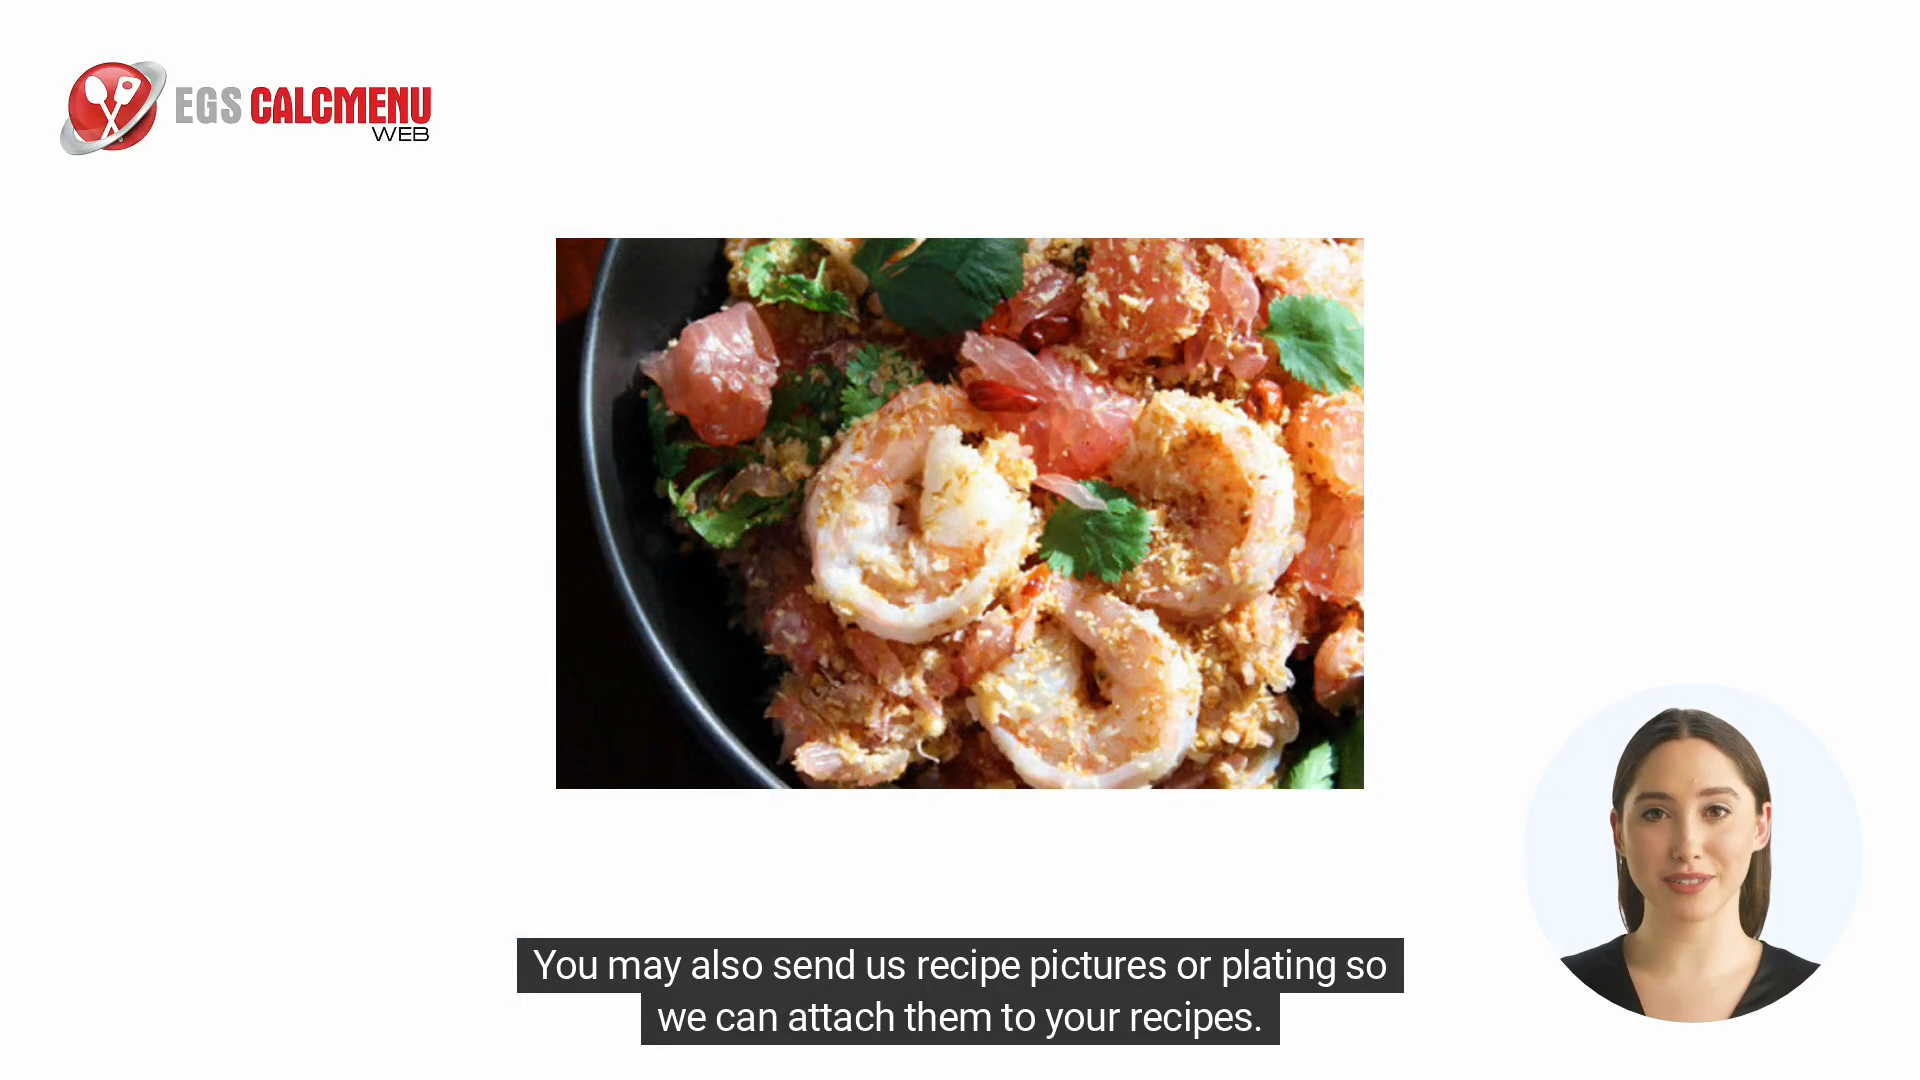 EGS CALCMENU
WEB
You may also send us recipe pictures or plating so
we can attach them to your recipes.